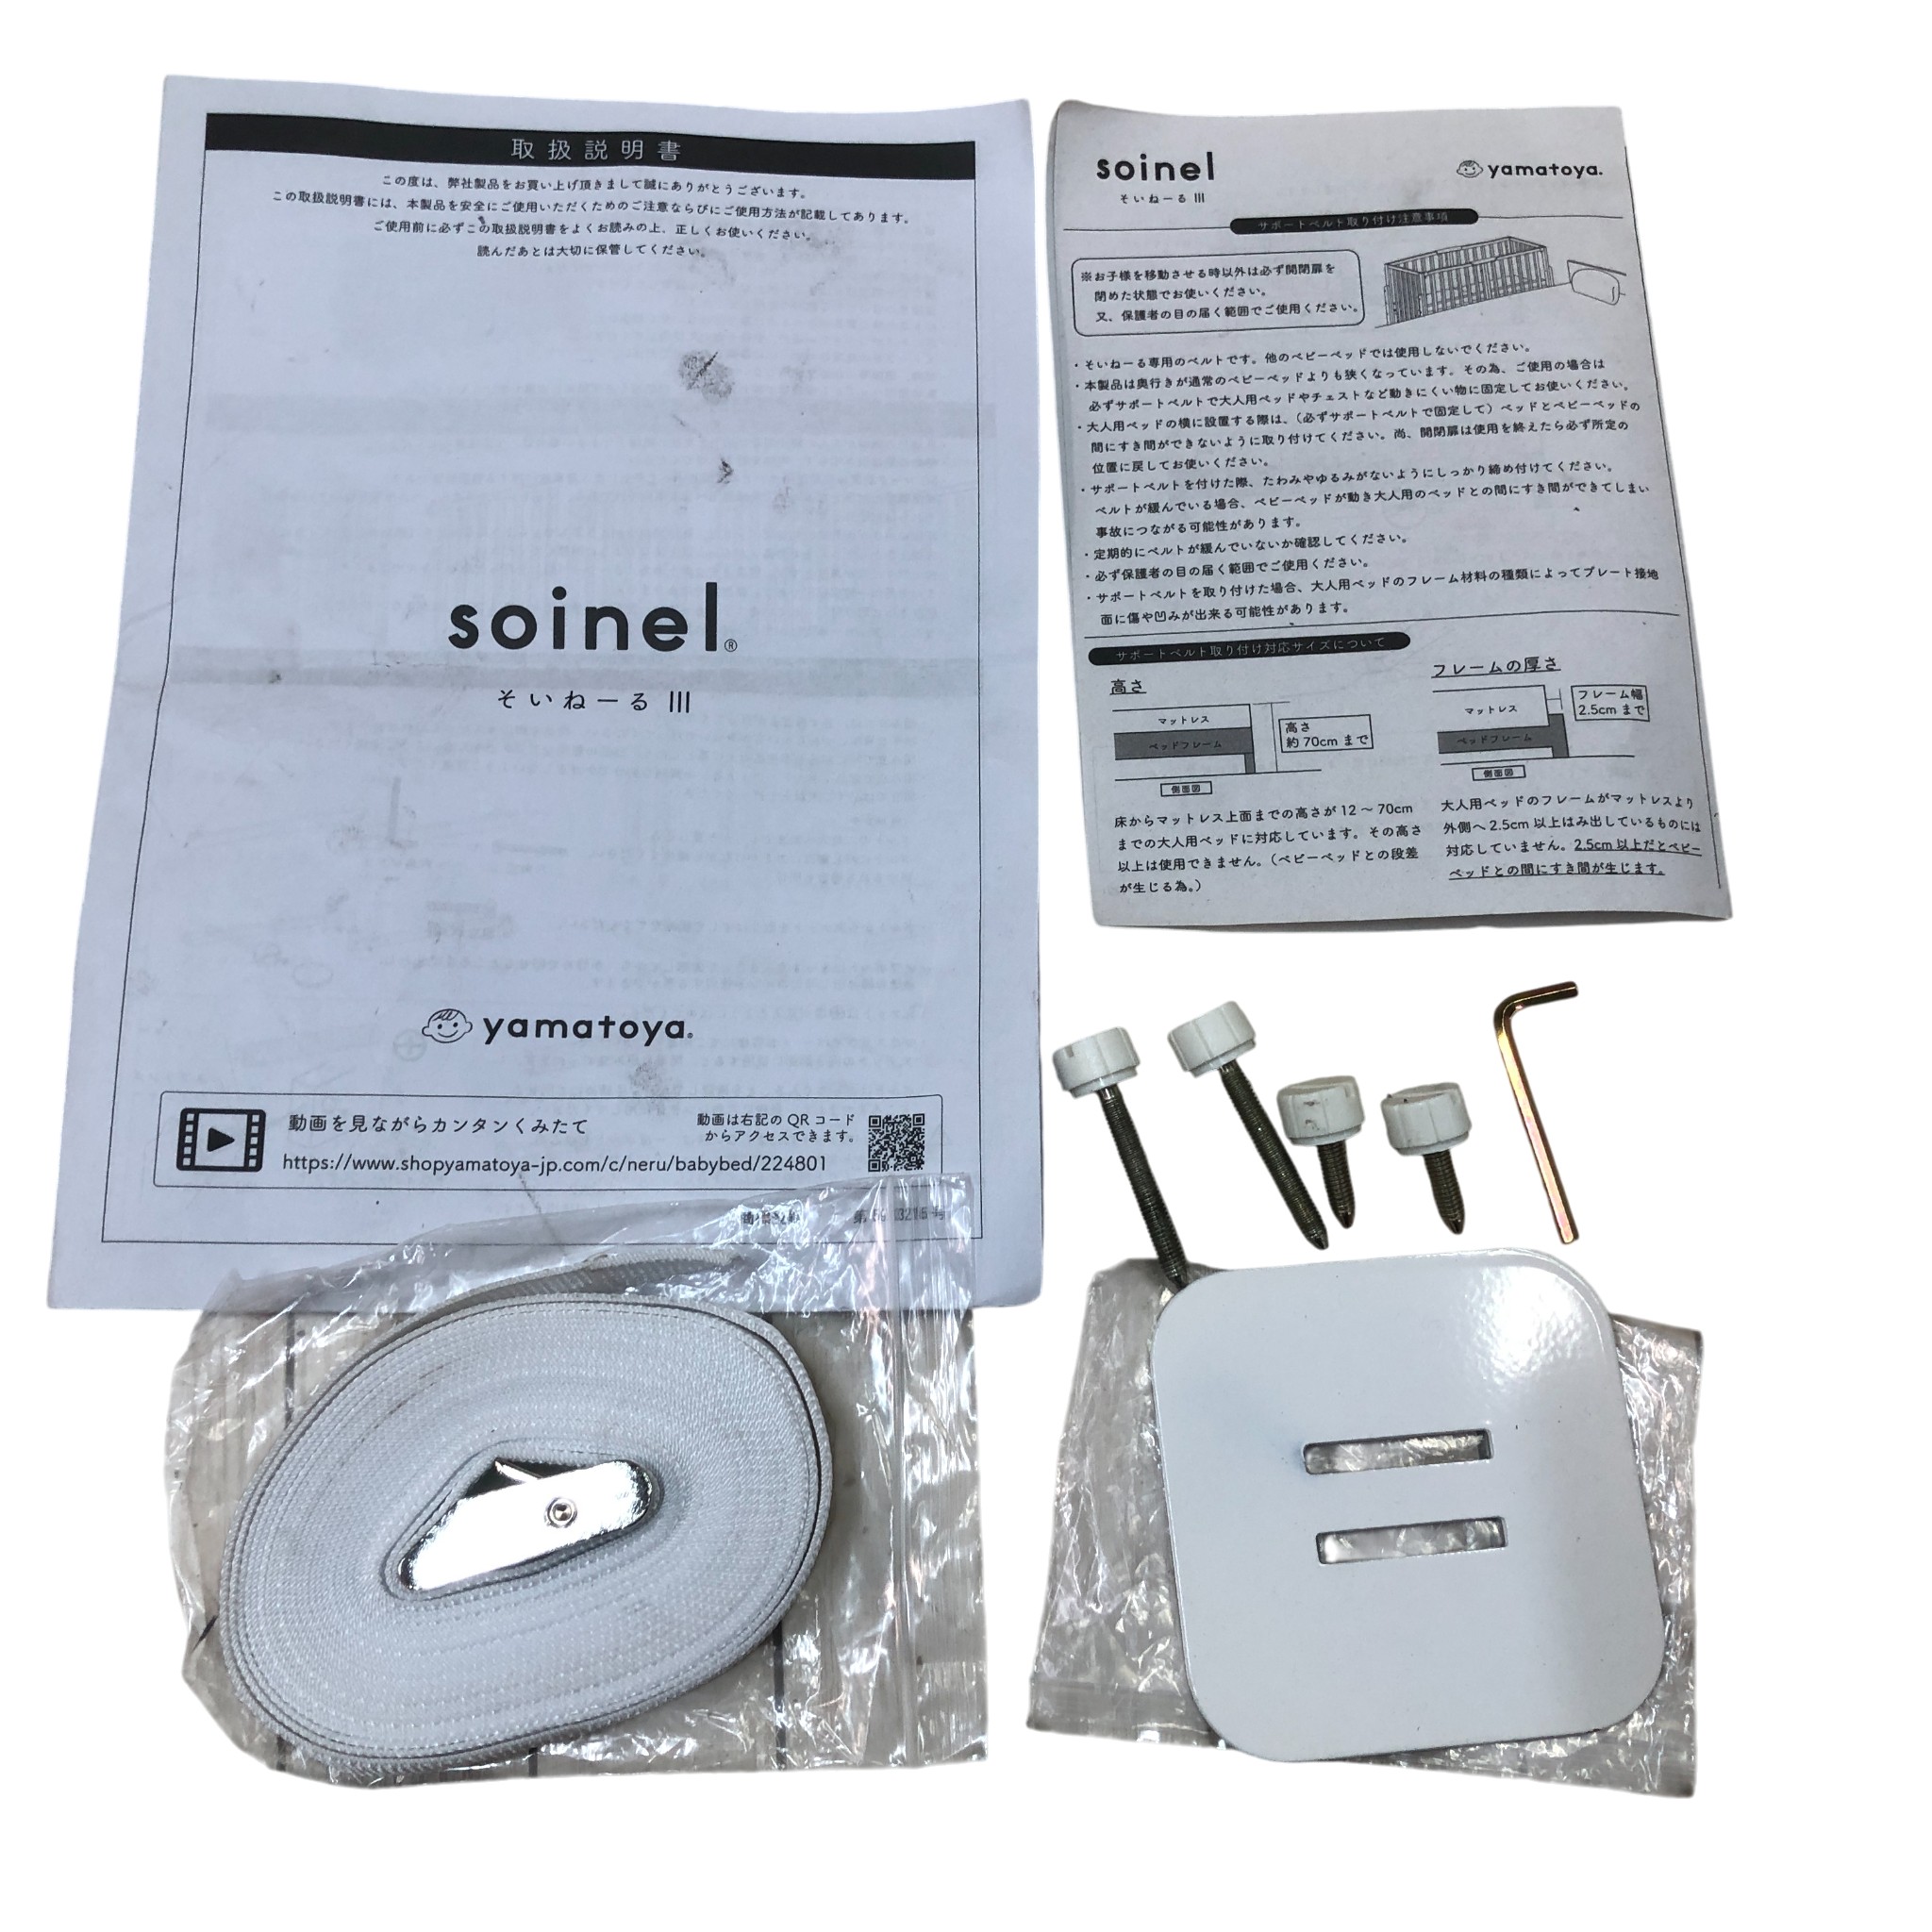 取扱説明書
この度は、弊社製品をお買い上げ頂きまして誠にありがとうございます。
この取扱説明書には、本製品を安全にご使用いただくためのご注意ならびにご使用方法が記載してあります。
ご使用前に必ずこの取扱説明書をよくお読みの上、正しくお使いください。
読んだあとは大切に保管してください。
soinel®
そいねーる III
yamatoya®
動画を見ながらカンタンくみたて
動画は右記の QR コード
からアクセスできます。
https://www.shopyamatoya-jp.com/c/neru/babybed/224801
soinel
そいねーる III
yamatoya.
サポートベルト取り付け注意事項
※お子様を移動させる時以外は必ず開閉扉を
閉めた状態でお使いください。
又、保護者の目の届く範囲でご使用ください。
・そいねーる専用のベルトです。他のベビーベッドでは使用しないでください。
・本製品は奥行きが通常のベビーベッドよりも狭くなっています。その為、ご使用の場合は
必ずサポートベルトで大人用ベッドやチェストなど動きにくい物に固定してお使いください。
・大人用ベッドの横に設置する際は、（必ずサポートベルトで固定して）ベッドとベビーベッドの
間にすき間ができないように取り付けてください。尚、開閉扉は使用を終えたら必ず所定の
位置に戻してお使いください。
・サポートベルトを付けた際、たわみやゆるみがないようにしっかり締め付けてください。
ベルトが緩んでいる場合、ベビーベッドが動き大人用のベッドとの間にすき間ができてしまい
事故につながる可能性があります。
・定期的にベルトが緩んでいないか確認してください。
・必ず保護者の目の届く範囲でご使用ください。
・サポートベルトを取り付けた場合、大人用ベッドのフレーム材料の種類によってプレート接地
面に傷や凹みが出来る可能性があります。
サポートベルト取り付け対応サイズについて
高さ
マットレス
ベッドフレーム
高さ
約 70cm まで
側面図
床からマットレス上面までの高さが 12 ～ 70cm
までの大人用ベッドに対応しています。その高さ
以上は使用できません。（ベビーベッドとの段差
が生じる為。）
フレームの厚さ
マットレス
ベッドフレーム
フレーム幅
2.5cm まで
側面図
大人用ベッドのフレームがマットレスより
外側へ 2.5cm 以上はみ出しているものには
対応していません。2.5cm 以上だとベビー
ベッドとの間にすき間が生じます。